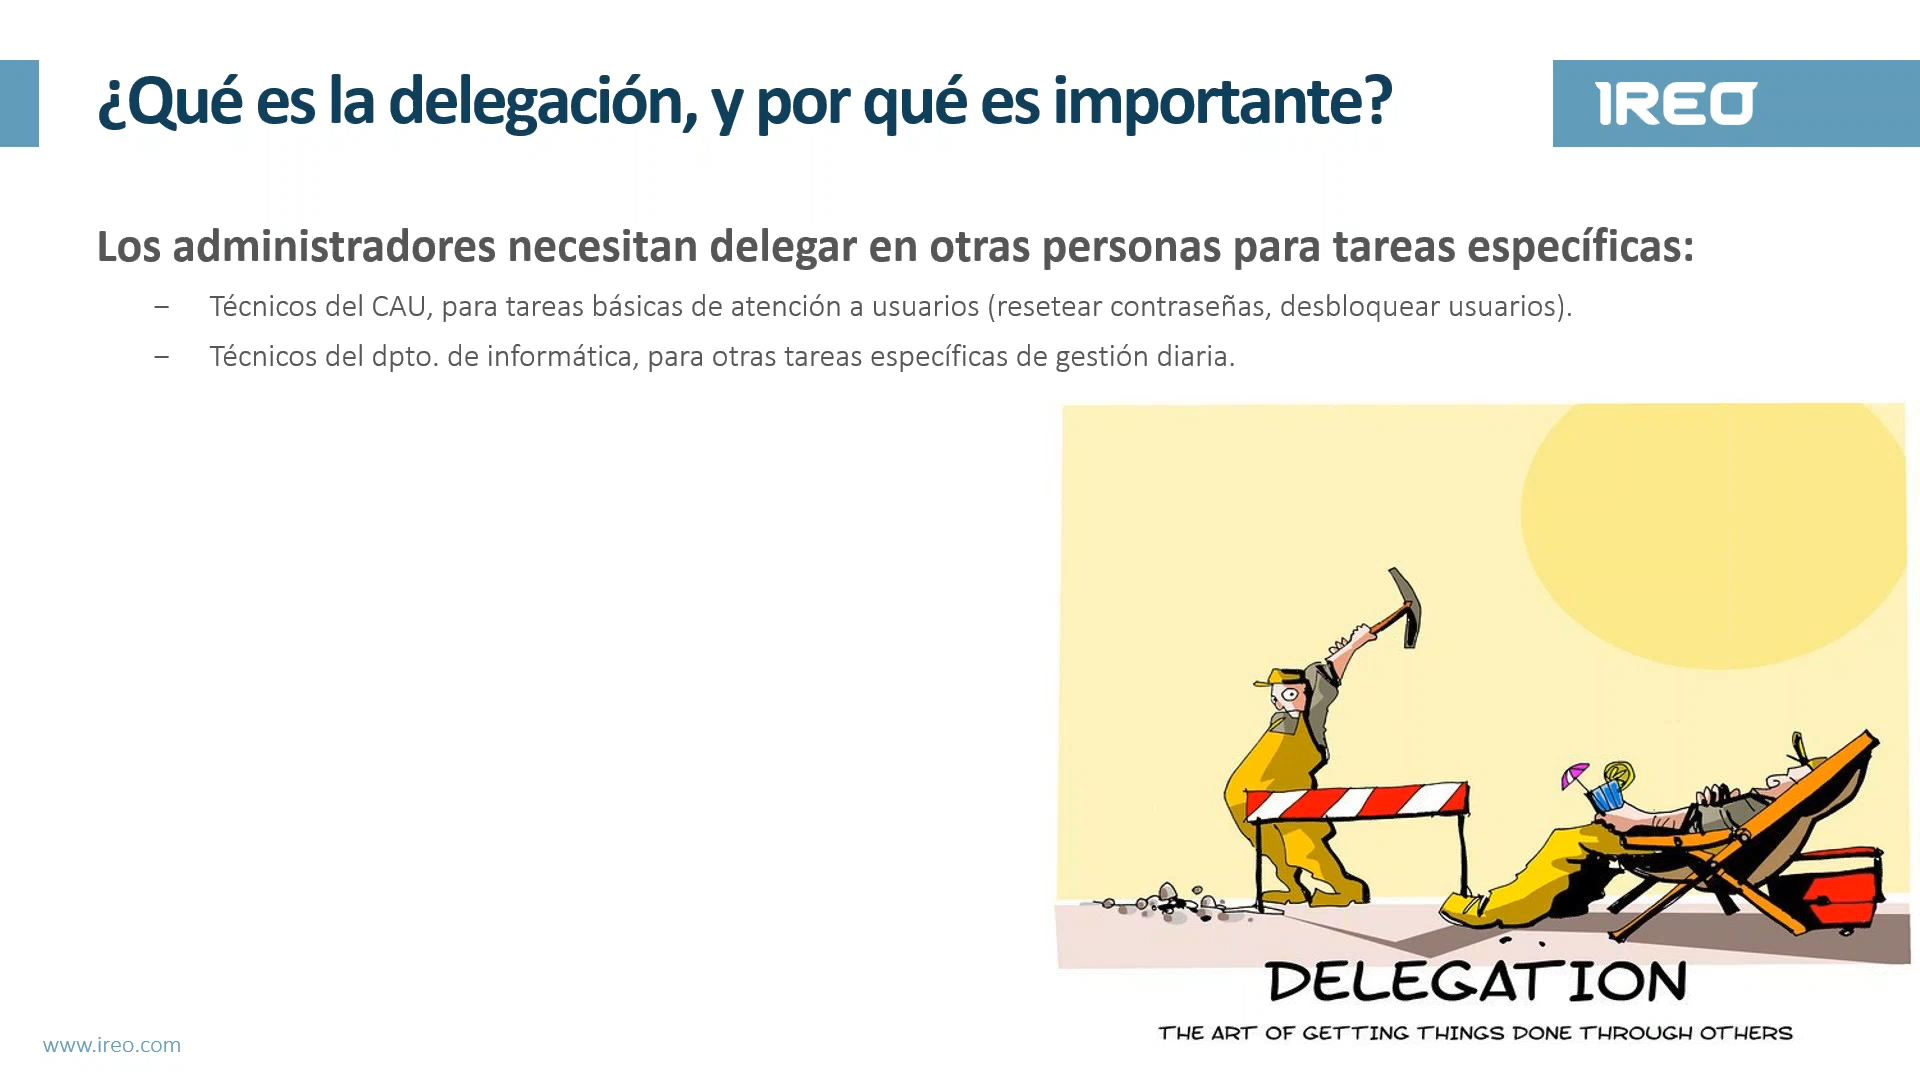 ¿Qué es la delegación, y por qué es importante?
IREO
Los administradores necesitan delegar en otras personas para tareas específicas:
– Técnicos del CAU, para tareas básicas de atención a usuarios (resetear contraseñas, desbloquear usuarios).
– Técnicos del dpto. de informática, para otras tareas específicas de gestión diaria.
DELEGATION
THE ART OF GETTING THINGS DONE THROUGH OTHERS
www.ireo.com